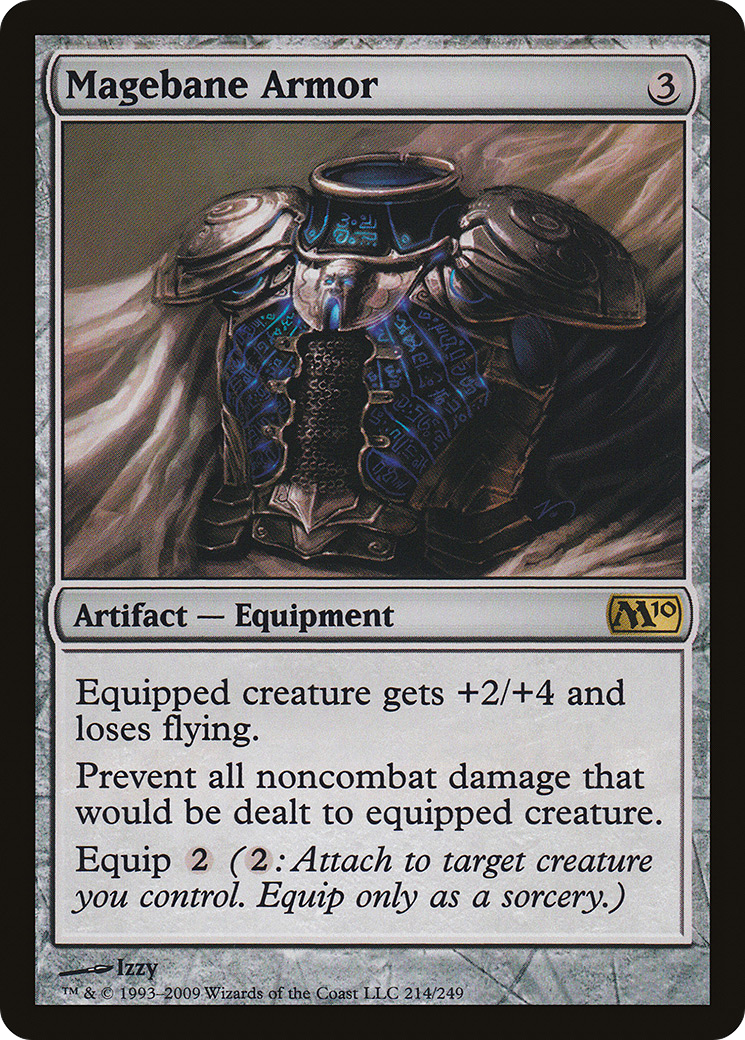 Magebane Armor 3
Artifact — Equipment M10
Equipped creature gets +2/+4 and
loses flying.
Prevent all noncombat damage that
would be dealt to equipped creature.
Equip 2 (2: Attach to target creature
you control. Equip only as a sorcery.)
Izzy
™ & © 1993–2009 Wizards of the Coast LLC 214/249